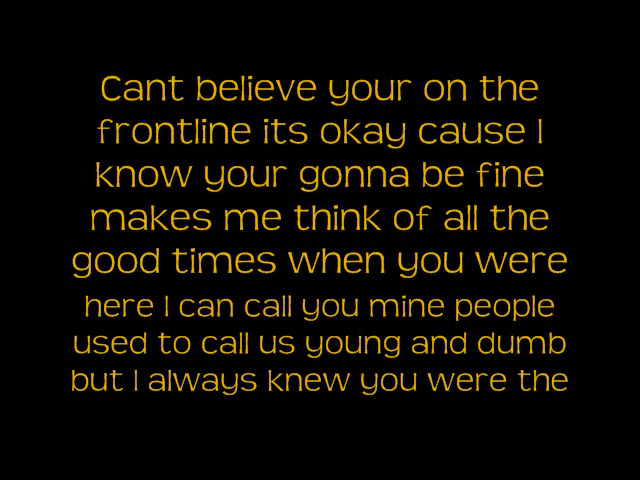 Cant believe your on the
frontline its okay cause I
know your gonna be fine
makes me think of all the
good times when you were
here I can call you mine people
used to call us young and dumb
but I always knew you were the